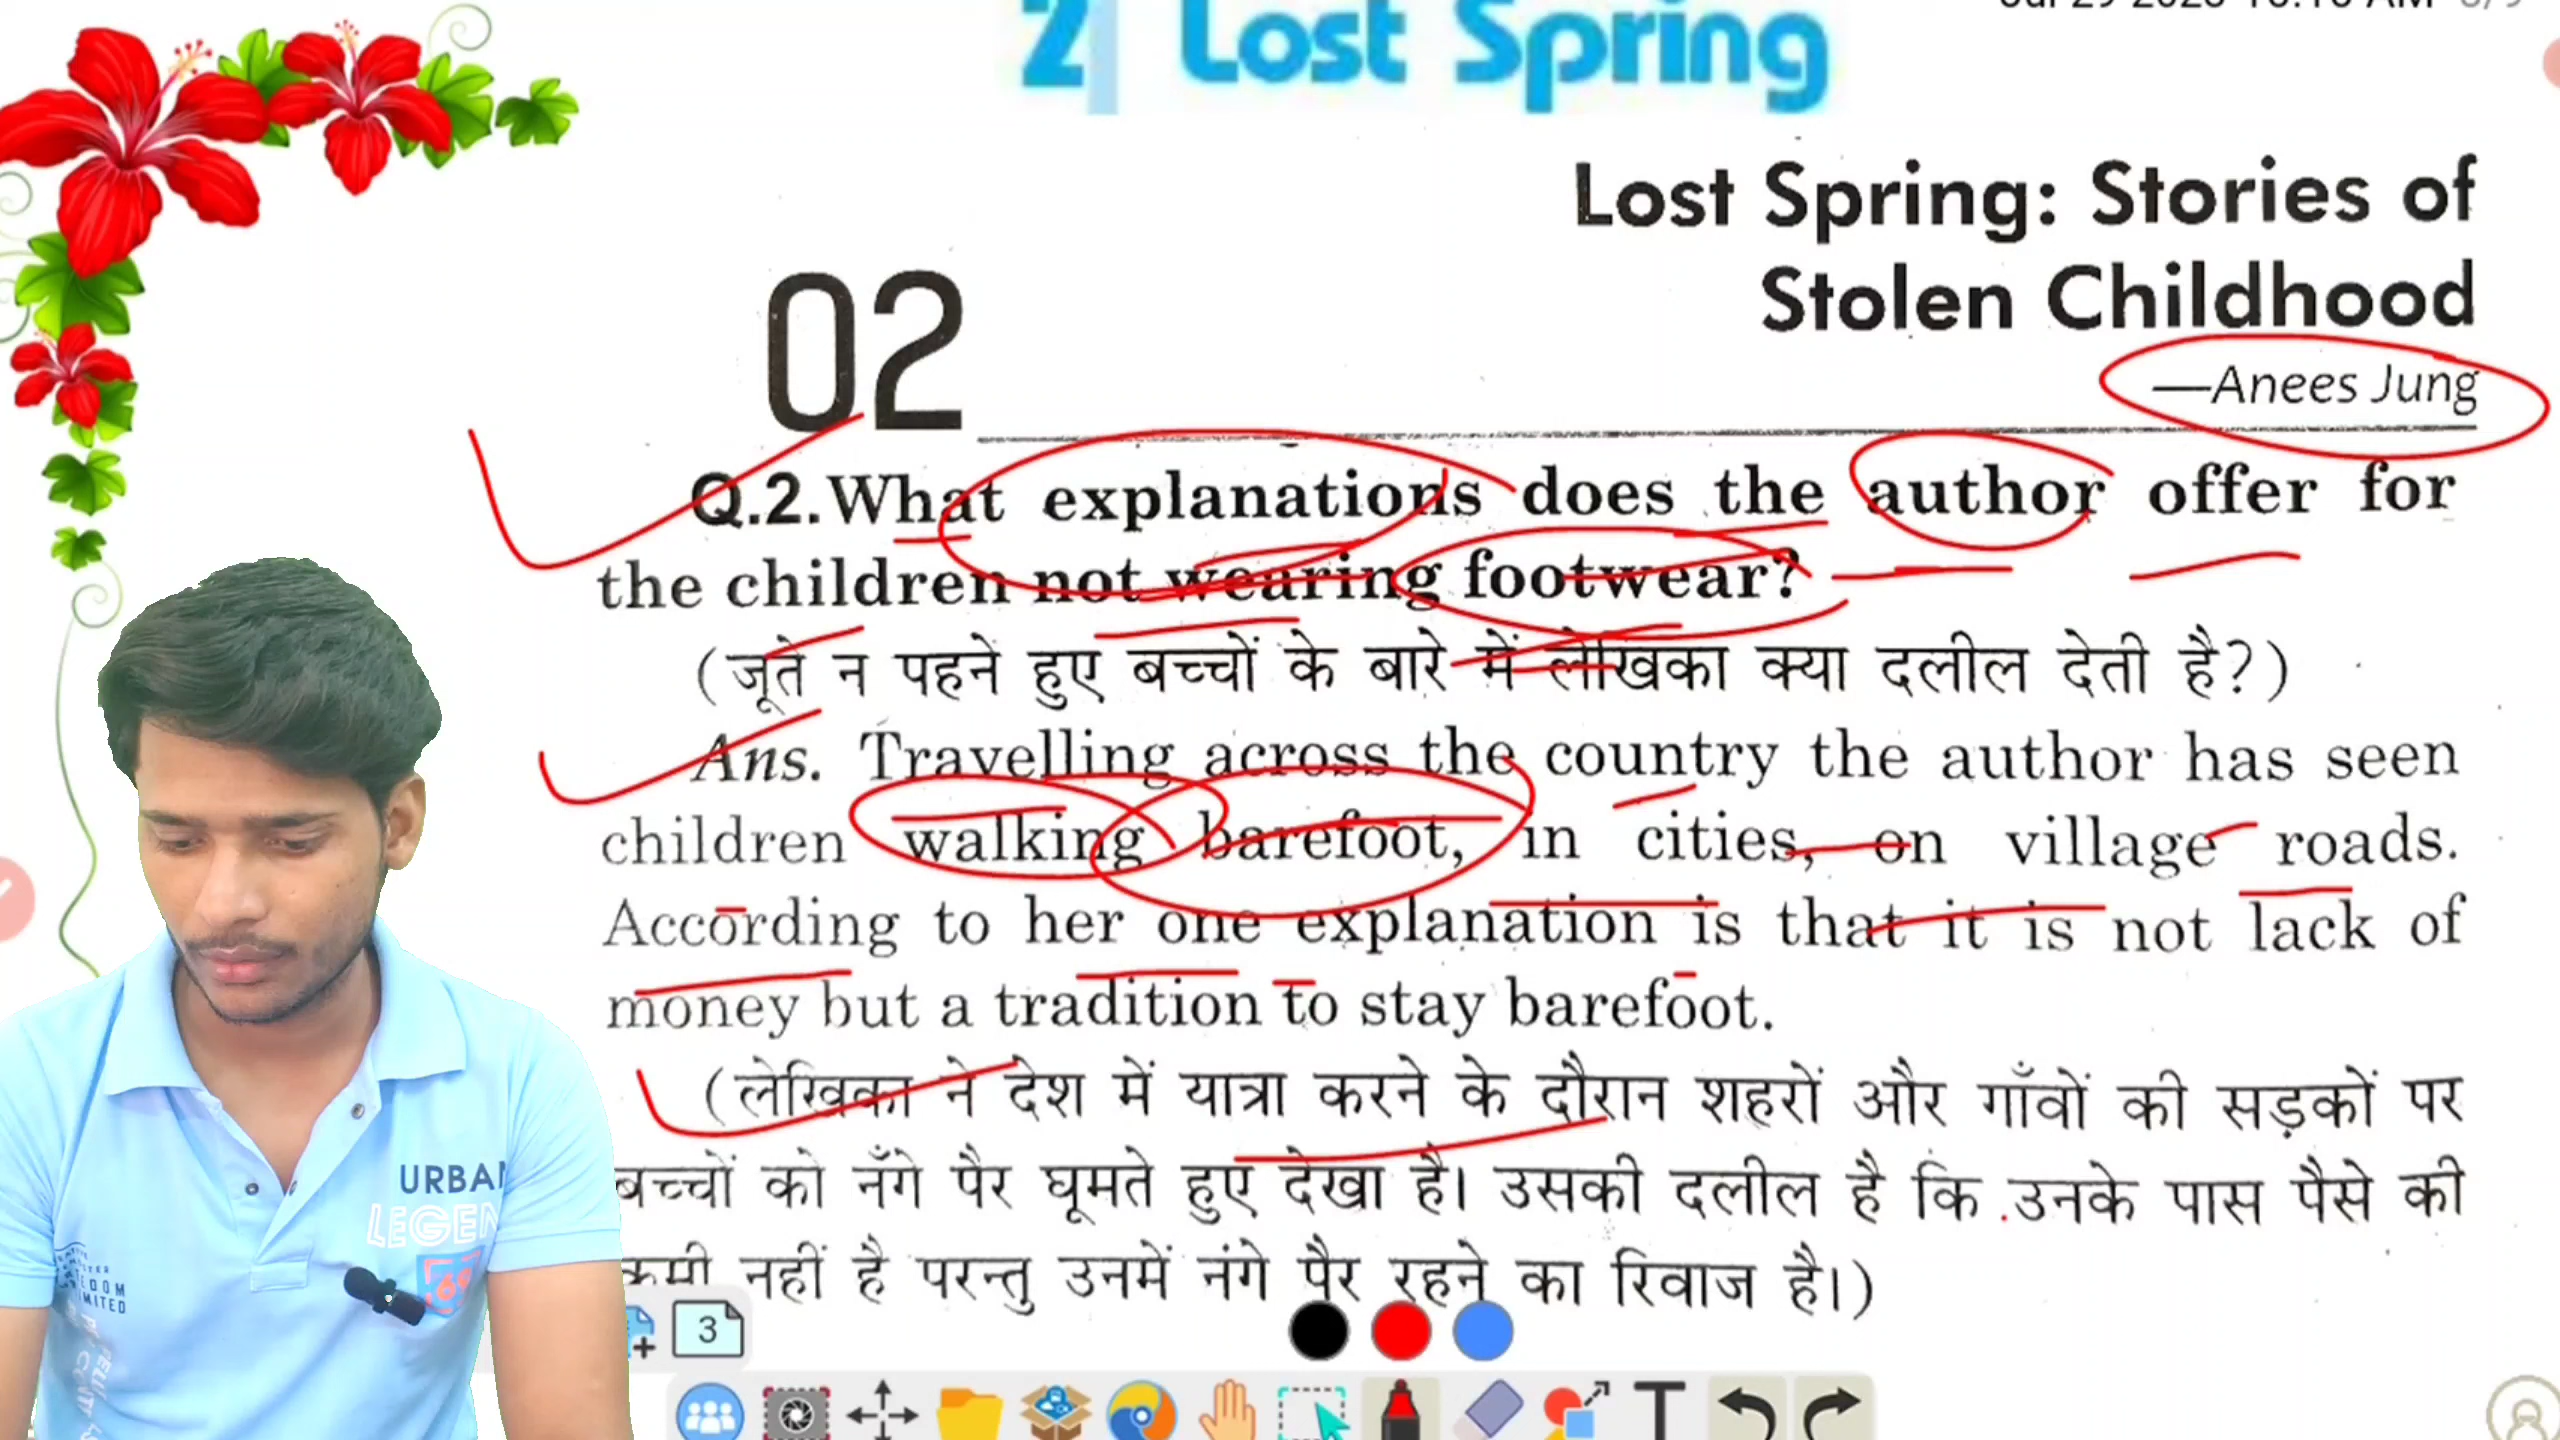 2 Lost Spring
Lost Spring: Stories of
Stolen Childhood
—Anees Jung
02
Q.2. What explanations does the author offer for
the children not wearing footwear?
(जूते न पहने हुए बच्चों के बारे में लेखिका क्या दलील देती है?)
Ans. Travelling across the country the author has seen
children walking barefoot, in cities, on village roads.
According to her one explanation is that it is not lack of
money but a tradition to stay barefoot.
(लेखिका ने देश में यात्रा करने के दौरान शहरों और गाँवों की सड़कों पर
बच्चों को नँगे पैर घूमते हुए देखा है। उसकी दलील है कि उनके पास पैसे की
कमी नहीं है परन्तु उनमें नंगे पैर रहने का रिवाज है।)
URBAN
LEGEN
69
3
T